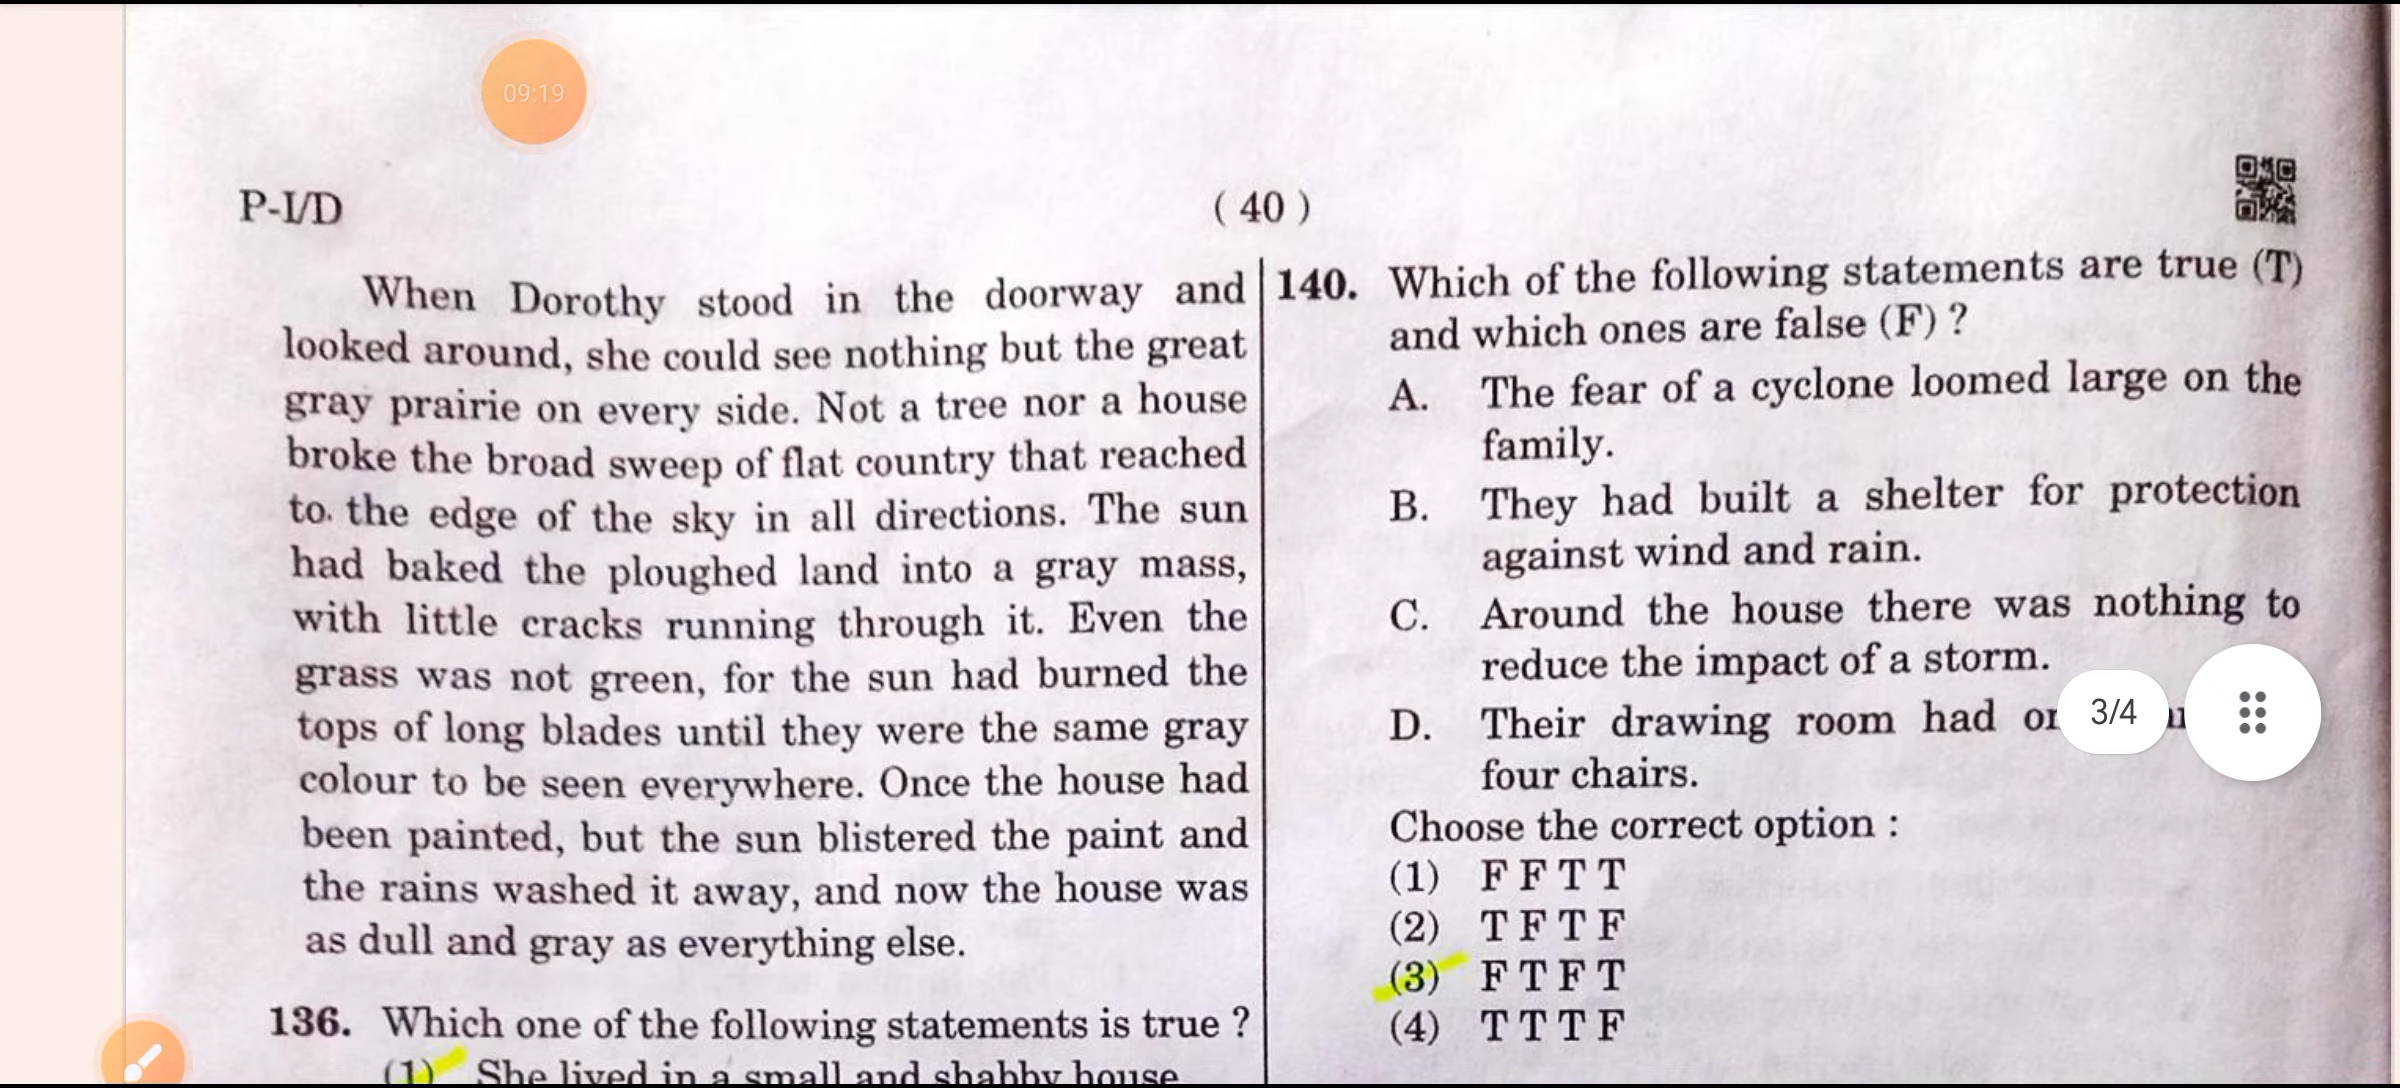 09:19
P-I/D
( 40 )
When Dorothy stood in the doorway and
looked around, she could see nothing but the great
gray prairie on every side. Not a tree nor a house
broke the broad sweep of flat country that reached
to the edge of the sky in all directions. The sun
had baked the ploughed land into a gray mass,
with little cracks running through it. Even the
grass was not green, for the sun had burned the
tops of long blades until they were the same gray
colour to be seen everywhere. Once the house had
been painted, but the sun blistered the paint and
the rains washed it away, and now the house was
as dull and gray as everything else.
136. Which one of the following statements is true ?
(1) She lived in a small and shabby house
140. Which of the following statements are true (T)
and which ones are false (F) ?
A. The fear of a cyclone loomed large on the
family.
B. They had built a shelter for protection
against wind and rain.
C. Around the house there was nothing to
reduce the impact of a storm.
D. Their drawing room had
3/4
four chairs.
Choose the correct option :
(1) F F T T
(2) T F T F
(3) F T F T
(4) T T T F